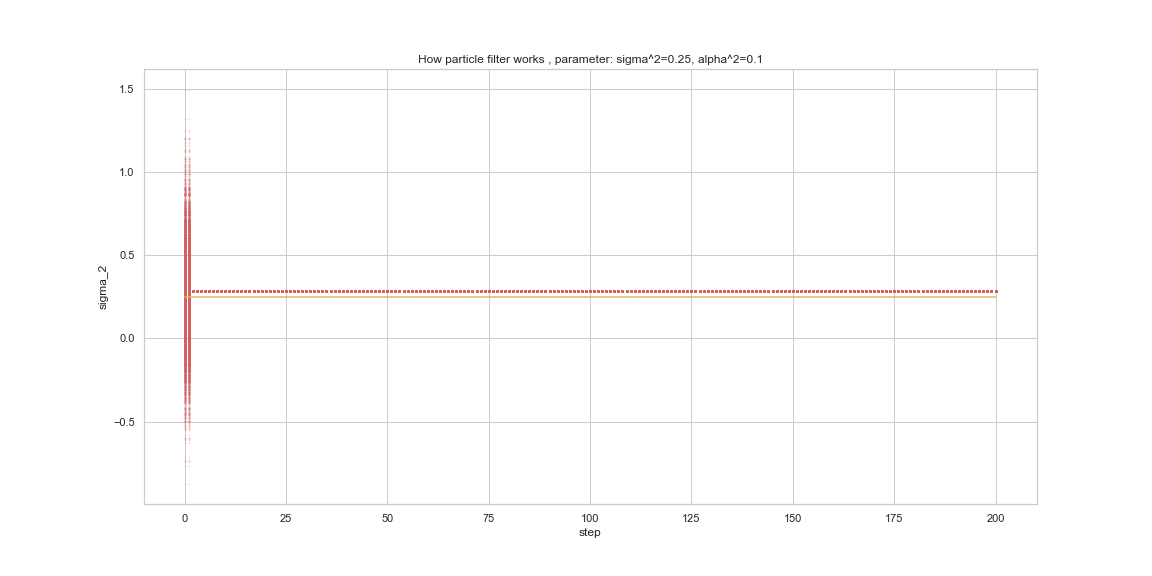 How particle filter works , parameter: sigma^2=0.25, alpha^2=0.1
1.5
1.0
0.5
0.0
−0.5
sigma_2
0 25 50 75 100 125 150 175 200
step